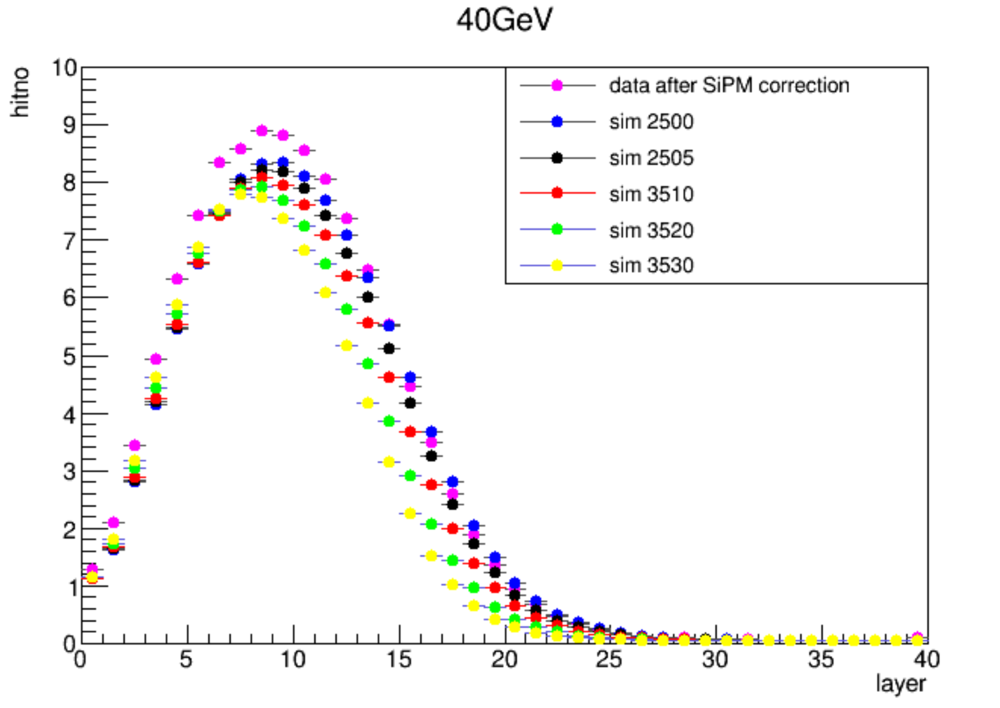 40GeV
hitno
10
9
8
7
6
5
4
3
2
1
0
data after SiPM correction
sim 2500
sim 2505
sim 3510
sim 3520
sim 3530
0 5 10 15 20 25 30 35 40
layer